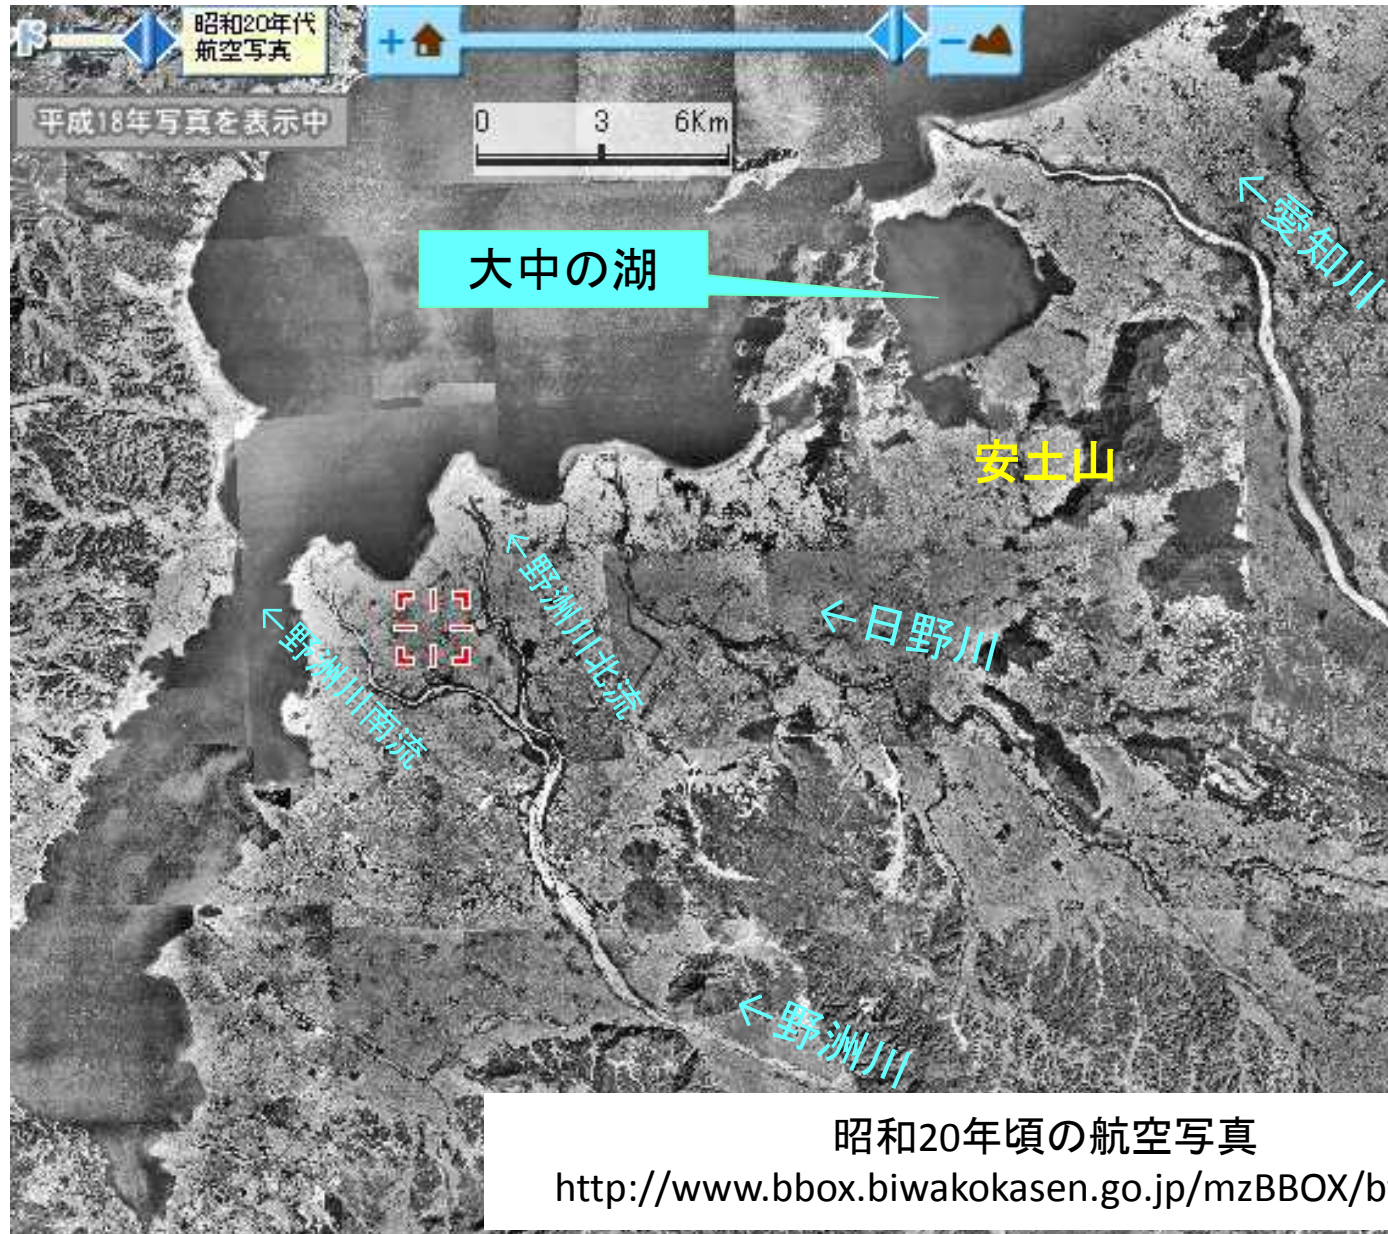 昭和20年代
航空写真
+
−
平成18年写真を表示中
0 3 6Km
←愛知川
大中の湖
安土山
←野洲川北流
←日野川
←野洲川南流
←野洲川
昭和20年頃の航空写真
http://www.bbox.biwakokasen.go.jp/mzBBOX/b